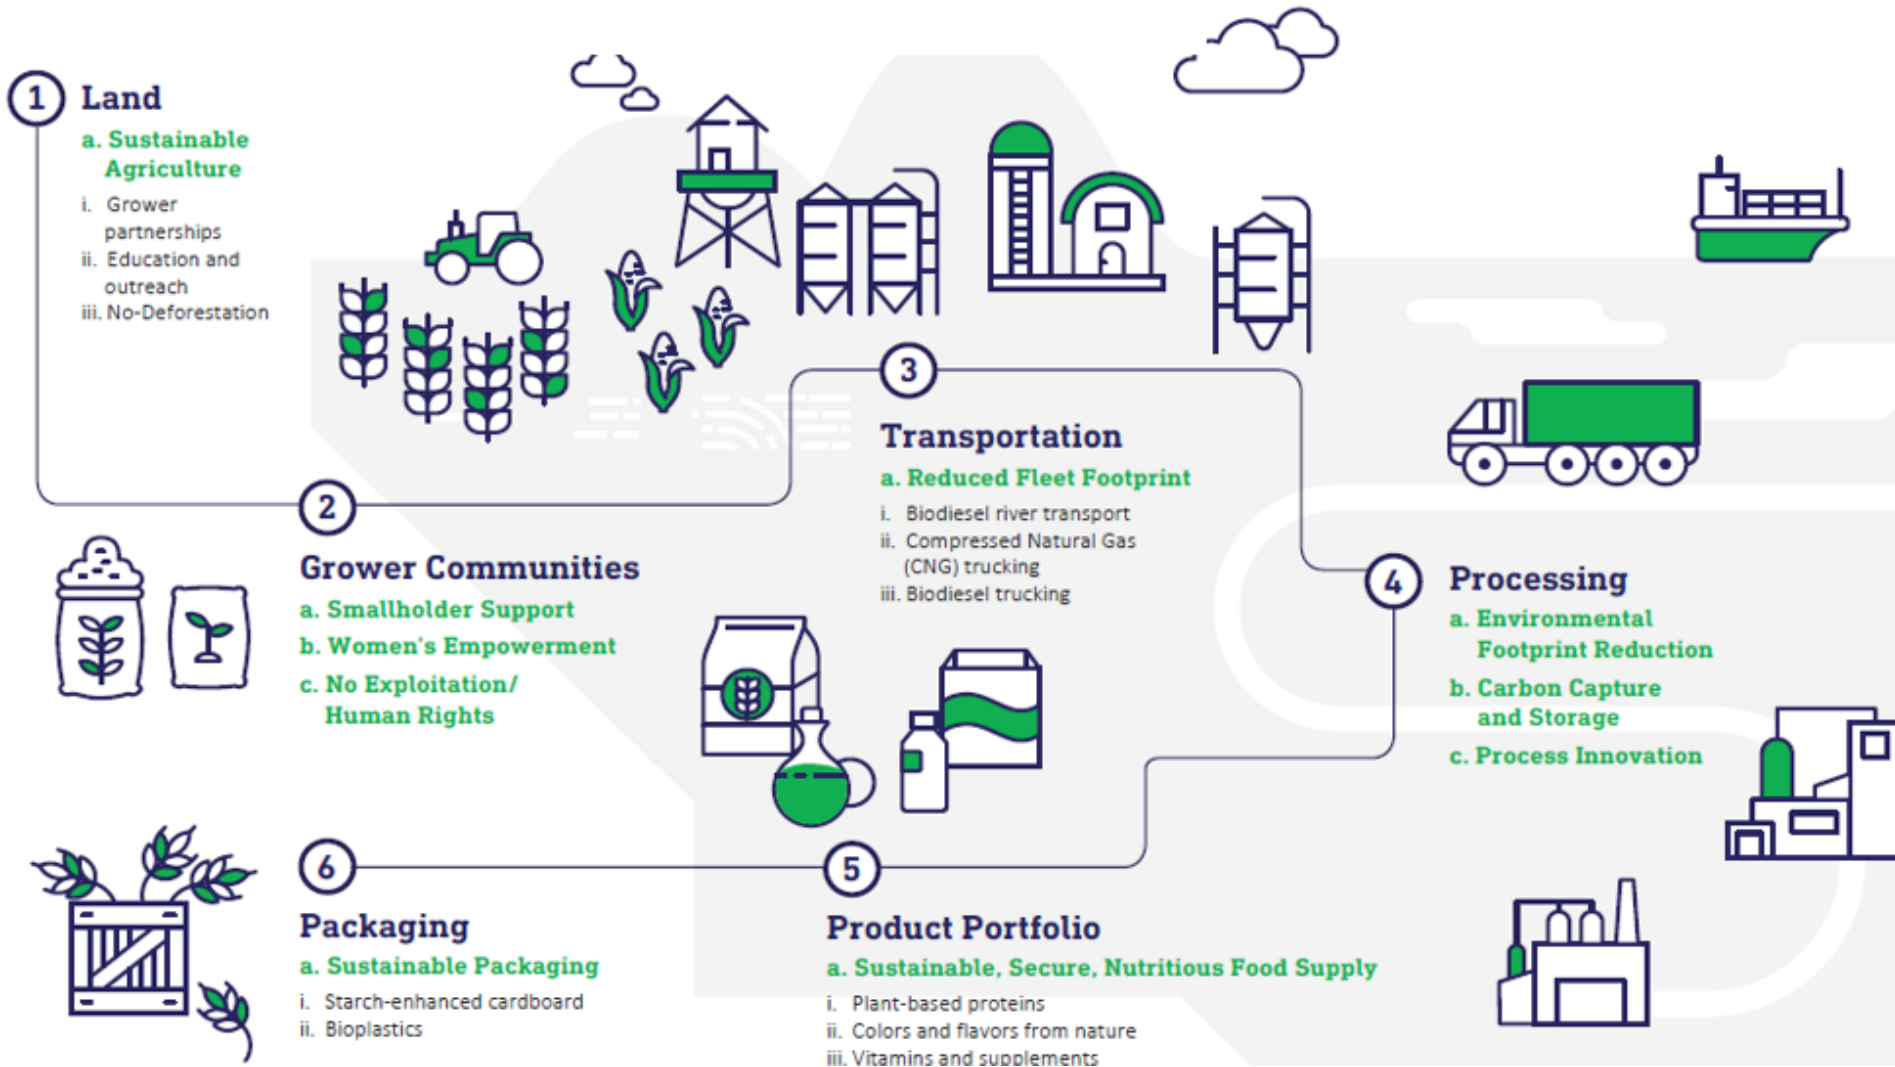 1
Land
a. Sustainable
Agriculture
i. Grower
partnerships
ii. Education and
outreach
iii. No-Deforestation
2
Grower Communities
a. Smallholder Support
b. Women's Empowerment
c. No Exploitation/
Human Rights
3
Transportation
a. Reduced Fleet Footprint
i. Biodiesel river transport
ii. Compressed Natural Gas
(CNG) trucking
iii. Biodiesel trucking
4
Processing
a. Environmental
Footprint Reduction
b. Carbon Capture
and Storage
c. Process Innovation
5
Product Portfolio
a. Sustainable, Secure, Nutritious Food Supply
i. Plant-based proteins
ii. Colors and flavors from nature
iii. Vitamins and supplements
6
Packaging
a. Sustainable Packaging
i. Starch-enhanced cardboard
ii. Bioplastics